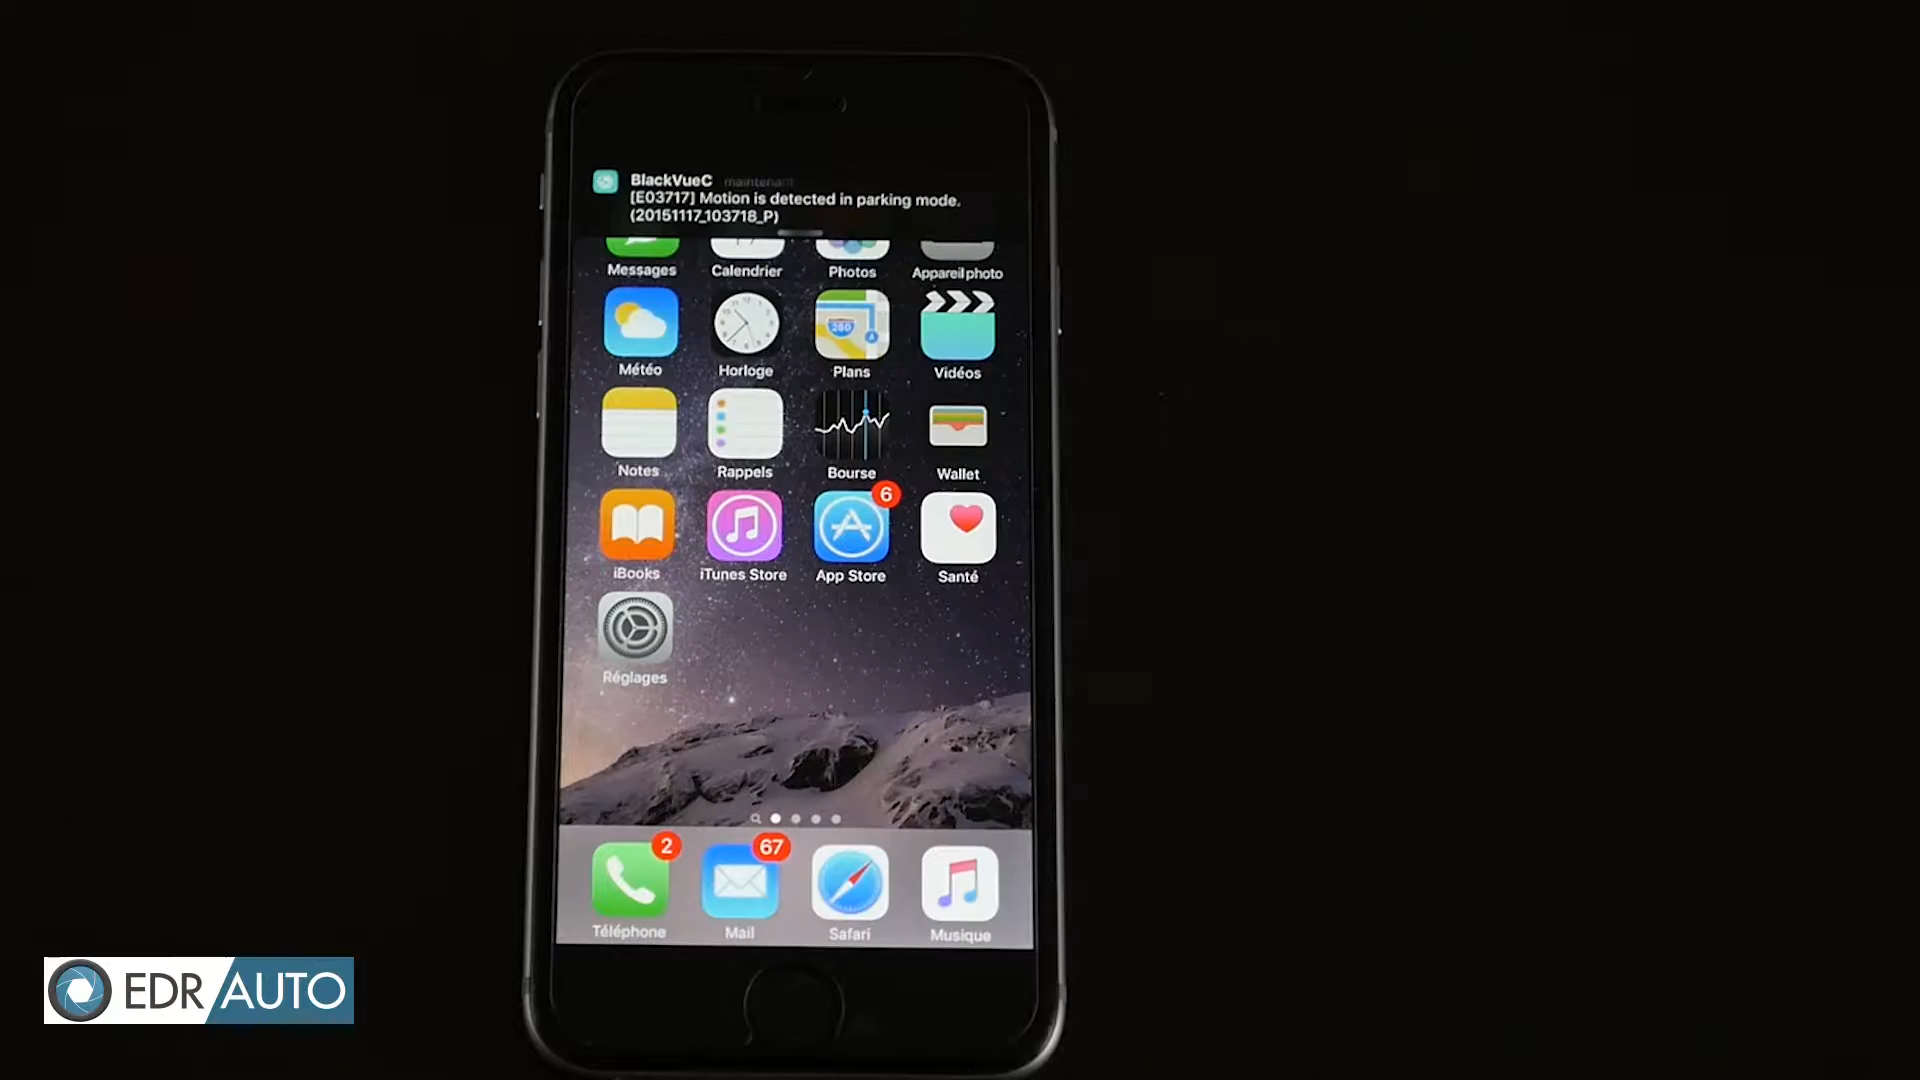 BlackVueC maintenant
[E03717] Motion is detected in parking mode.
(20151117_103718_P)
Messages Calendrier Photos Appareil photo
280
Météo Horloge Plans Vidéos
Notes Rappels Bourse Wallet
6
iBooks iTunes Store App Store Santé
Réglages
2 67
Téléphone Mail Safari Musique
EDR AUTO